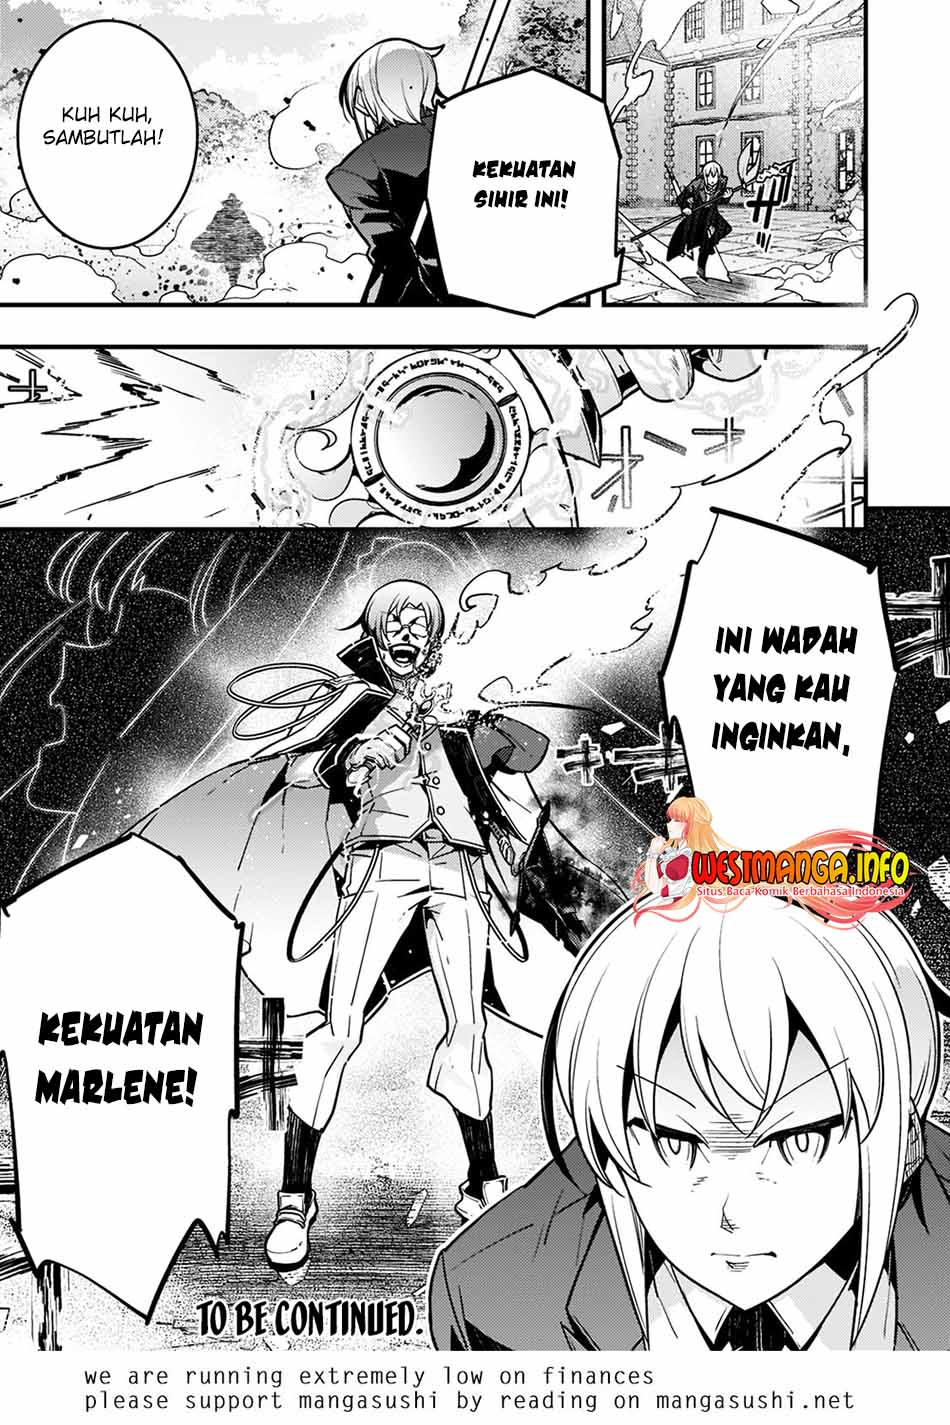 KEKUATAN
SIHIR INI!
KUH KUH,
SAMBUTLAH!
INI WADAH
YANG KAU
INGINKAN,
WESTMANGA.INFO
Situs Baca Komik Berbahasa Indonesia
KEKUATAN
MARLENE!
TO BE CONTINUED.
we are running extremely low on finances
please support mangasushi by reading on mangasushi.net